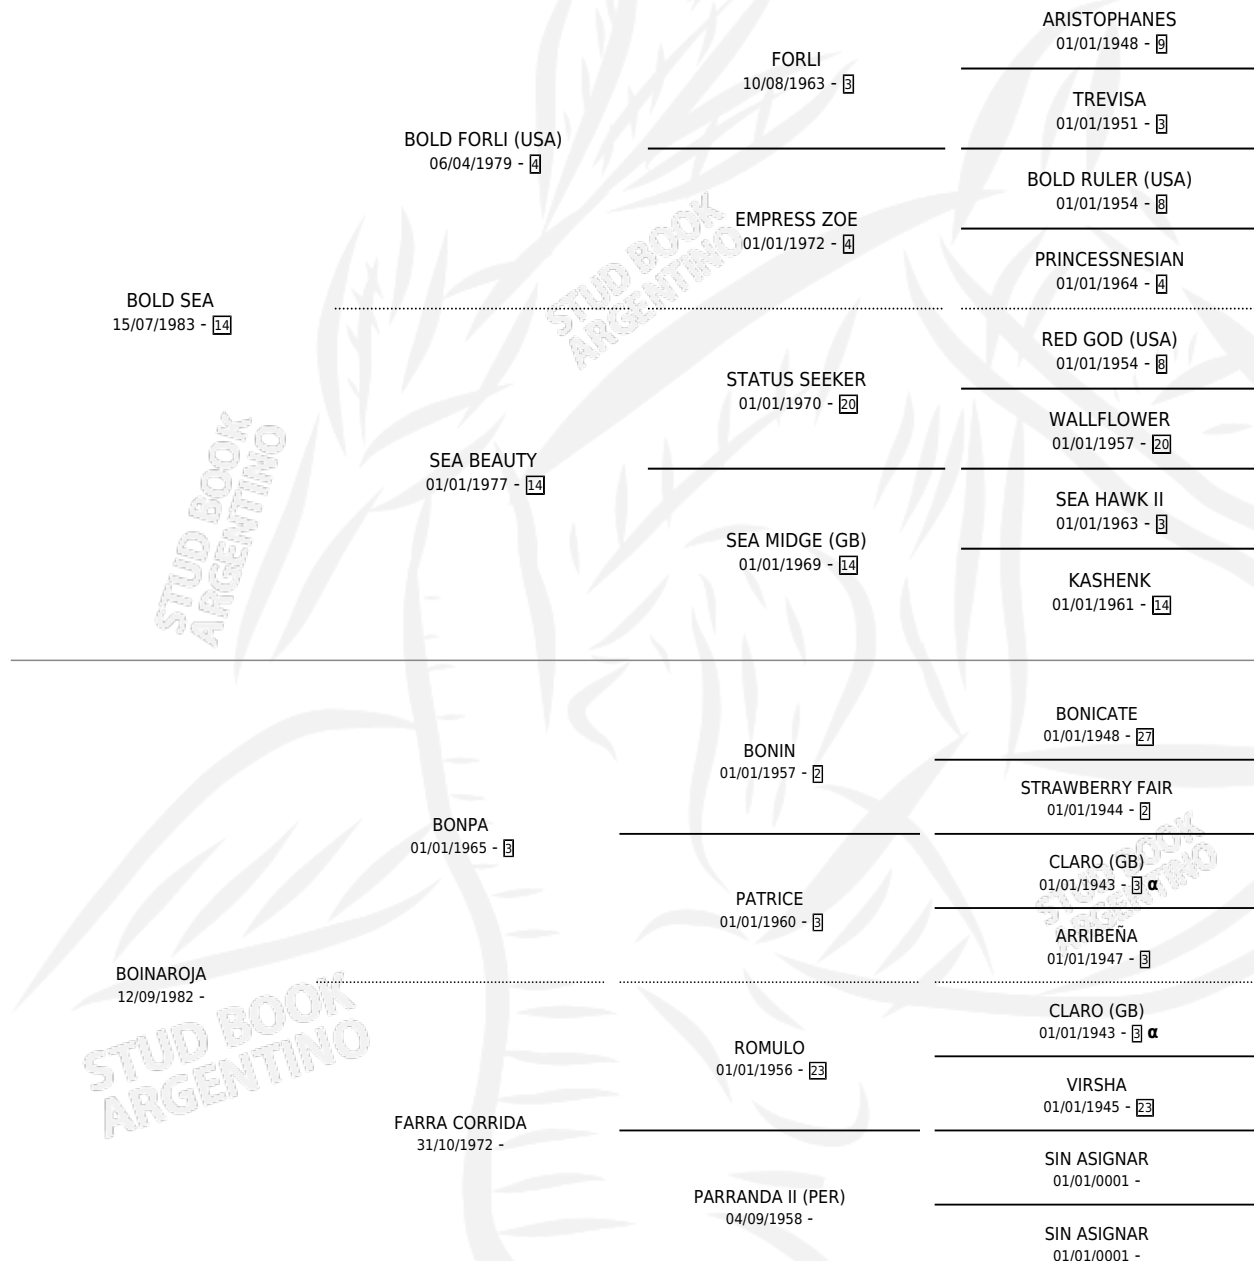 ARISTOPHANES
01/01/1948 - 9
FORLI
10/08/1963 - 3
TREVISA
01/01/1951 - 3
BOLD FORLI (USA)
06/04/1979 - 4
BOLD RULER (USA)
01/01/1954 - 8
EMPRESS ZOE
01/01/1972 - 4
PRINCESSNESIAN
01/01/1964 - 4
BOLD SEA
15/07/1983 - 14
RED GOD (USA)
01/01/1954 - 8
STATUS SEEKER
01/01/1970 - 20
WALLFLOWER
01/01/1957 - 20
SEA BEAUTY
01/01/1977 - 14
SEA HAWK II
01/01/1963 - 3
SEA MIDGE (GB)
01/01/1969 - 14
KASHENK
01/01/1961 - 14
STUD BOOK
ARGENTINO
STUD BOOK
ARGENTINO
BONICATE
01/01/1948 - 27
BONIN
01/01/1957 - 2
STRAWBERRY FAIR
01/01/1944 - 2
BONPA
01/01/1965 - 3
CLARO (GB)
01/01/1943 - 3 α
PATRICE
01/01/1960 - 3
ARRIBEÑA
01/01/1947 - 3
STUD BOOK
ARGENTINO
BOINAROJA
12/09/1982 -
CLARO (GB)
01/01/1943 - 3 α
ROMULO
01/01/1956 - 23
VIRSHA
01/01/1945 - 23
FARRA CORRIDA
31/10/1972 -
SIN ASIGNAR
01/01/0001 -
PARRANDA II (PER)
04/09/1958 -
SIN ASIGNAR
01/01/0001 -
STUD BOOK
ARGENTINO